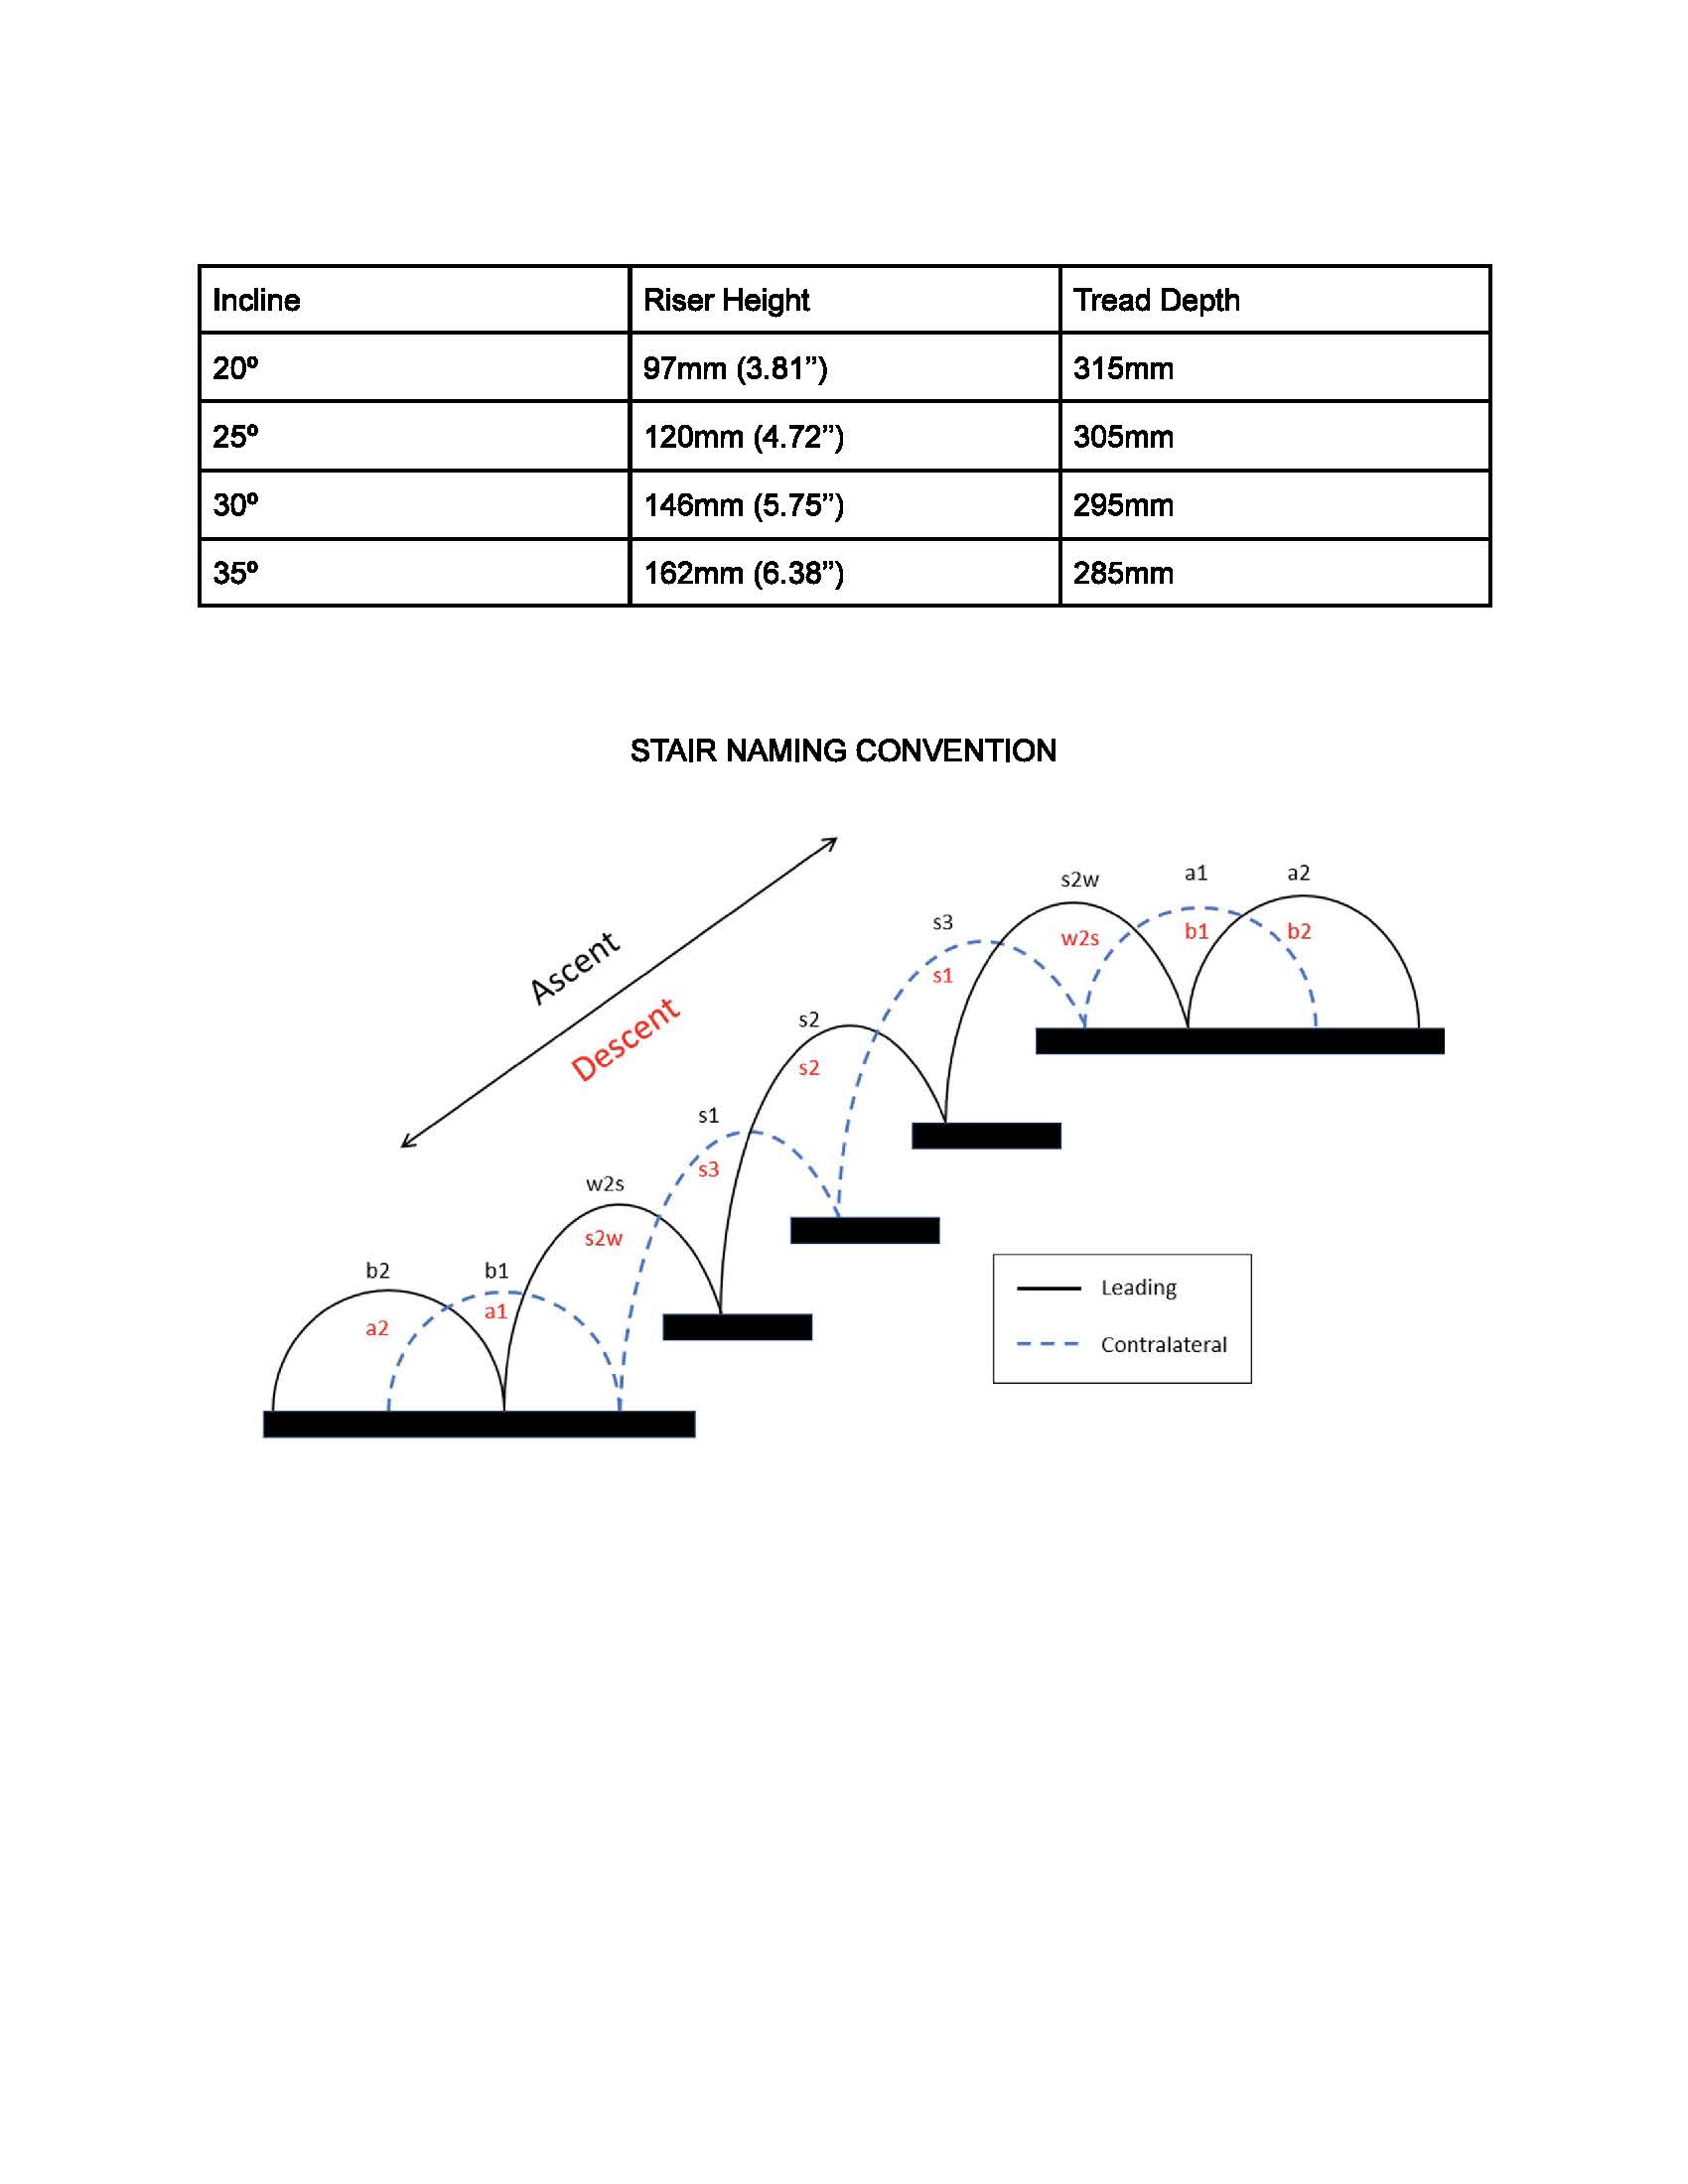 Incline Riser Height Tread Depth
20º 97mm (3.81”) 315mm
25º 120mm (4.72”) 305mm
30º 146mm (5.75”) 295mm
35º 162mm (6.38”) 285mm
STAIR NAMING CONVENTION
Ascent
Descent
s2w
a1
a2
s3
w2s
b1
b2
s1
s2
s2
s1
s3
w2s
s2w
b2
b1
a2
a1
Leading
Contralateral